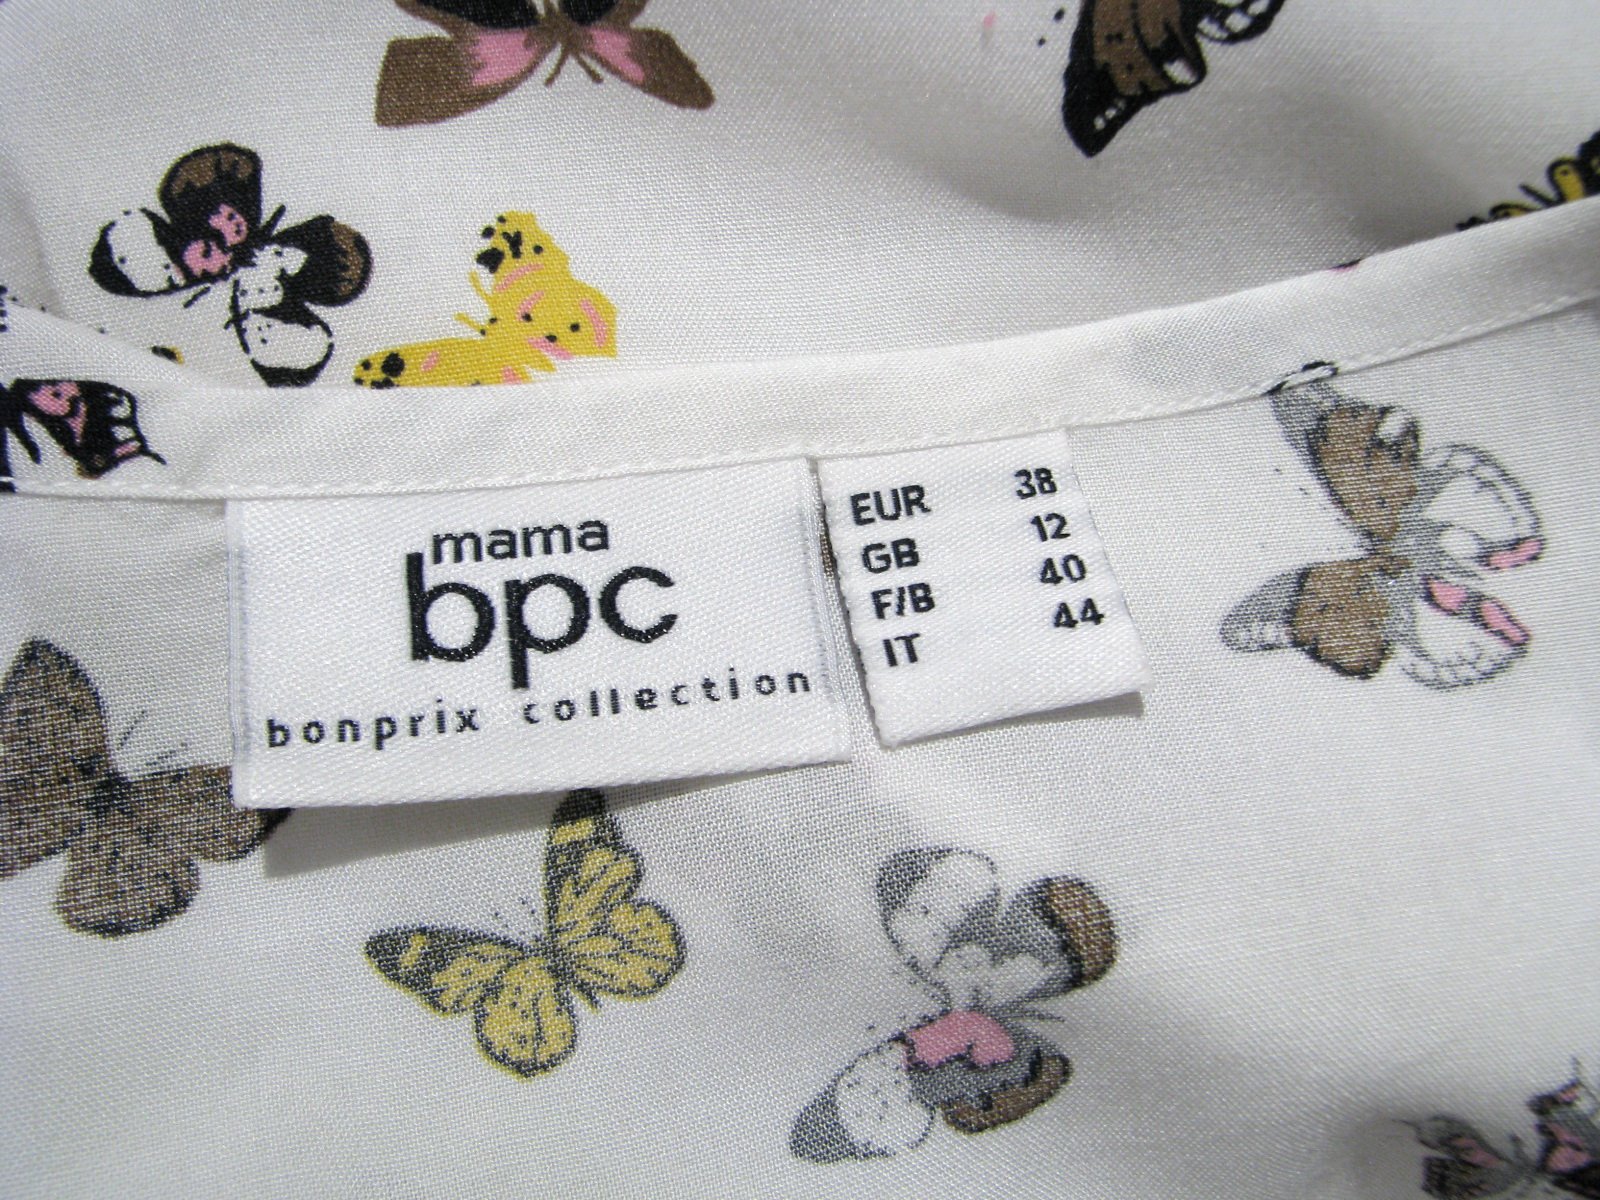 mama
bpc
bonprix collection
EUR 38
GB 12
F/B 40
IT 44